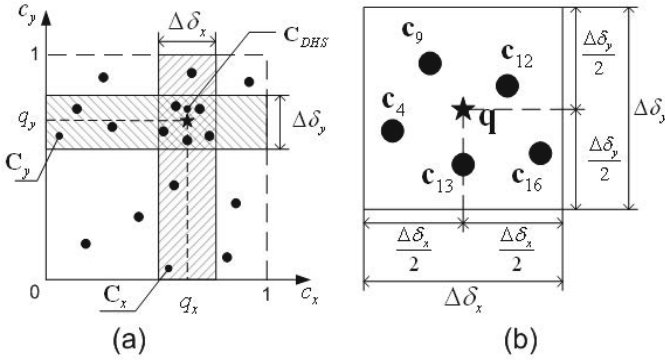 c_y
Δδ_x
C_DHS
1
q_y
Δδ_y
C_y
0
C_x
q_x
1
c_x
(a)
c_9
c_12
c_4
q
c_13
c_16
Δδ_y/2
Δδ_y/2
Δδ_y
Δδ_x/2
Δδ_x/2
Δδ_x
(b)